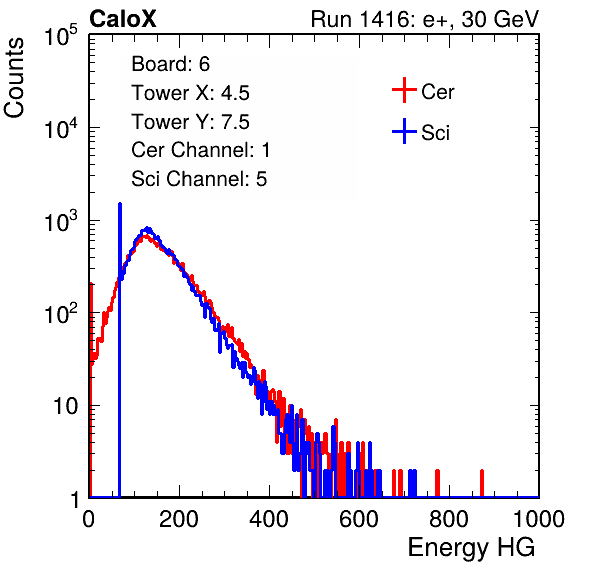 CaloX Run 1416: e+, 30 GeV
Counts
10^5
10^4
10^3
10^2
10
1
Board: 6
Tower X: 4.5
Tower Y: 7.5
Cer Channel: 1
Sci Channel: 5
Cer
Sci
0 200 400 600 800 1000
Energy HG